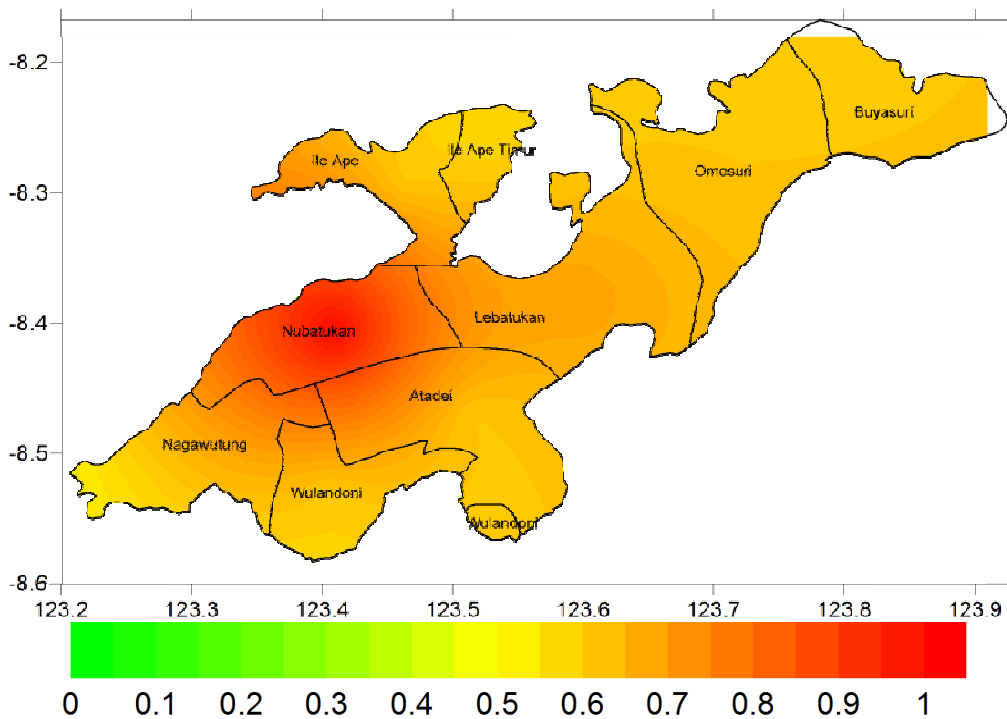 -8.2
Buyasuri
Ile Ape Timur
Ile Ape
Omesuri
-8.3
Lebatukan
-8.4
Nubatukan
Atadei
Nagawutung
-8.5
Wulandoni
Wulandoni
-8.6
123.2 123.3 123.4 123.5 123.6 123.7 123.8 123.9
0 0.1 0.2 0.3 0.4 0.5 0.6 0.7 0.8 0.9 1